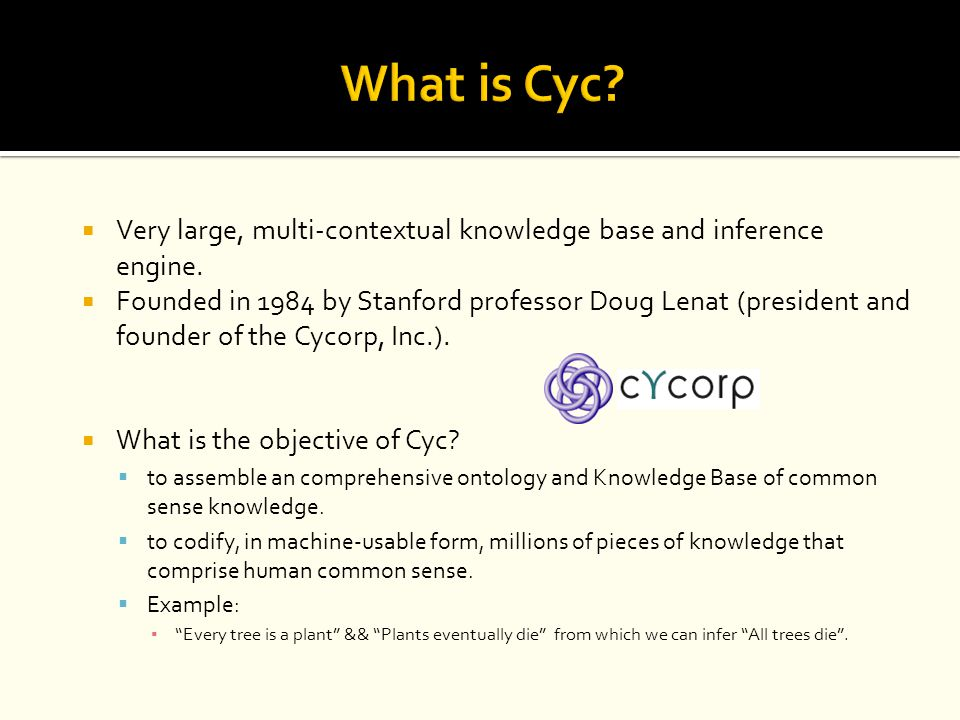 What is Cyc?
Very large, multi-contextual knowledge base and inference
engine.
Founded in 1984 by Stanford professor Doug Lenat (president and
founder of the Cycorp, Inc.).
cycorp
What is the objective of Cyc?
to assemble an comprehensive ontology and Knowledge Base of common
sense knowledge.
to codify, in machine-usable form, millions of pieces of knowledge that
comprise human common sense.
Example:
“Every tree is a plant” && “Plants eventually die” from which we can infer “All trees die”.